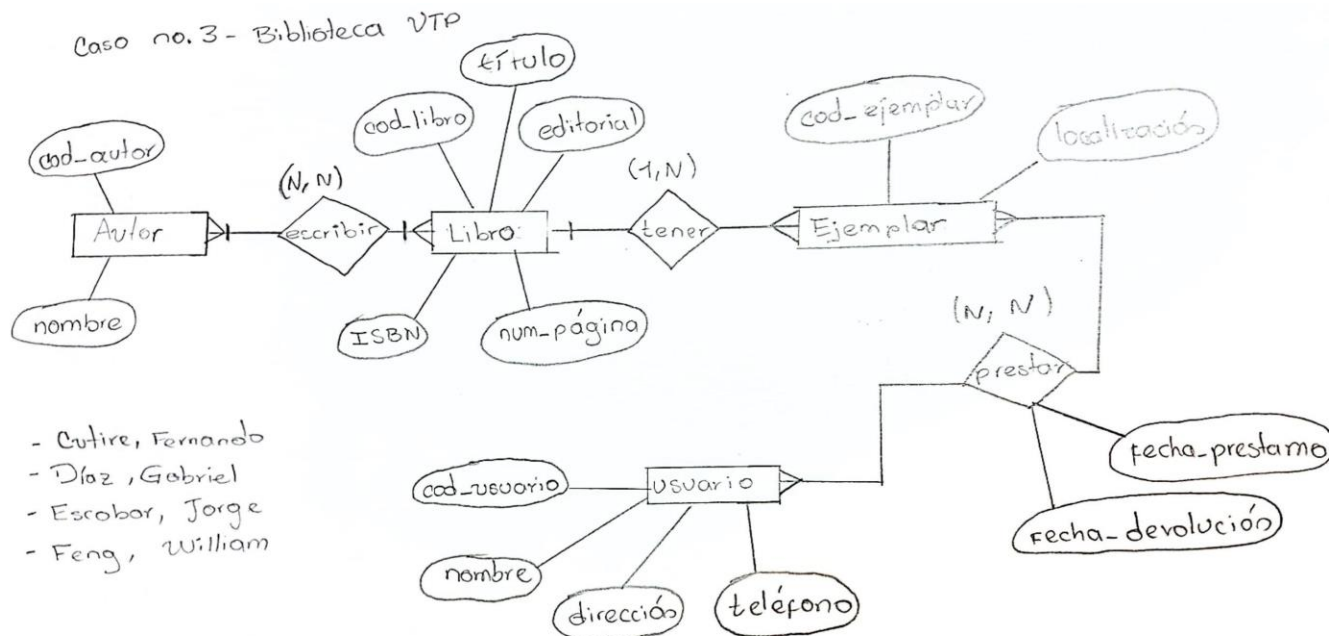 Caso no.3 - Biblioteca UTP
título
cod_libro
editorial
cod_ejemplar
localización
cod_autor
(N, N)
(1,N)
Autor
escribir
Libro
tener
Ejemplar
nombre
ISBN
num_página
(N, N)
prestar
- Cutire, Fernando
- Díaz, Gabriel
- Escobar, Jorge
- Feng, William
fecha_prestamo
cod_usuario
usuario
fecha_devolución
nombre
dirección
teléfono